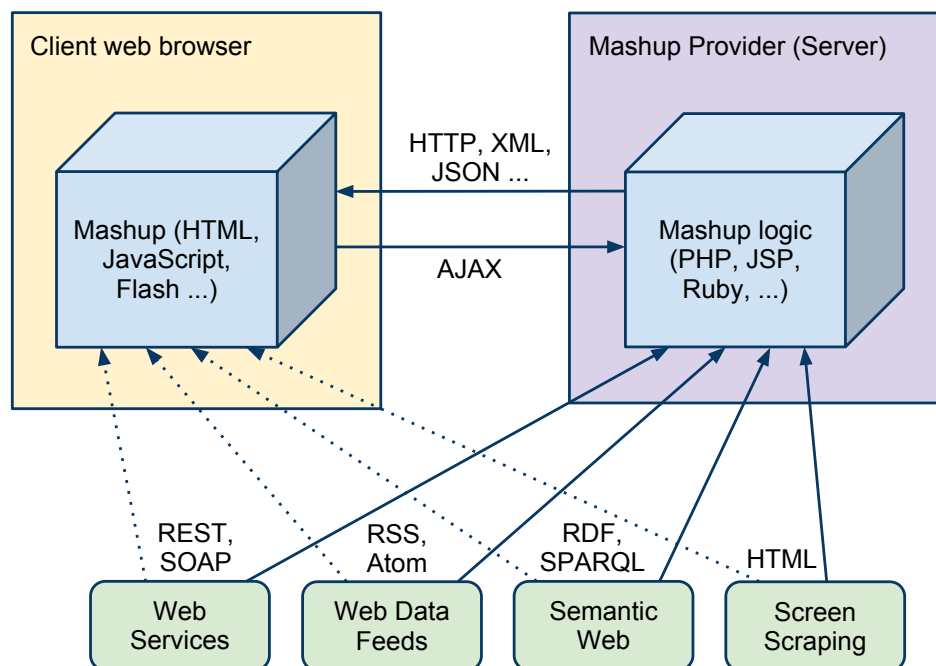 Client web browser
Mashup Provider (Server)
HTTP, XML,
JSON ...
Mashup (HTML,
JavaScript,
Flash ...)
AJAX
Mashup logic
(PHP, JSP,
Ruby, ...)
REST,
SOAP
RSS,
Atom
RDF,
SPARQL
HTML
Web
Services
Web Data
Feeds
Semantic
Web
Screen
Scraping